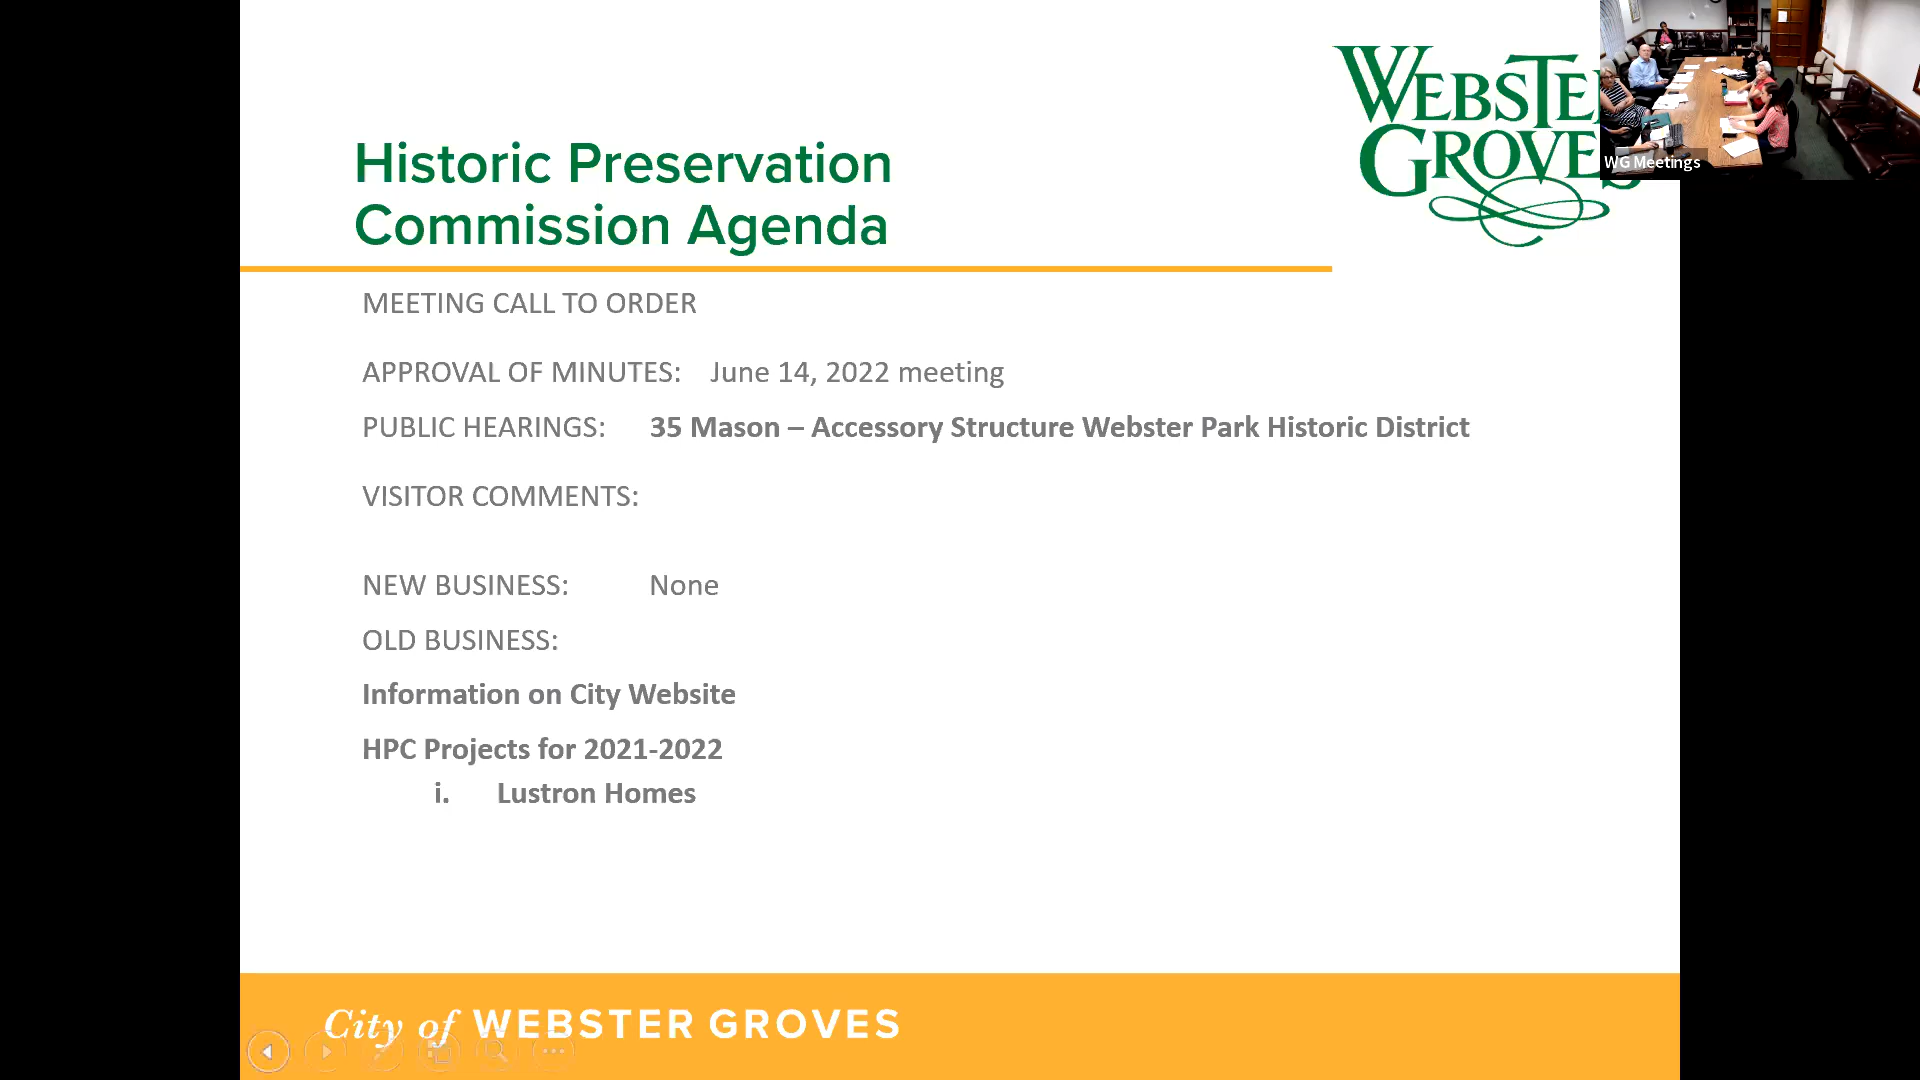 WEBSTE
GROVES
WG Meetings
Historic Preservation
Commission Agenda
MEETING CALL TO ORDER
APPROVAL OF MINUTES: June 14, 2022 meeting
PUBLIC HEARINGS: 35 Mason – Accessory Structure Webster Park Historic District
VISITOR COMMENTS:
NEW BUSINESS: None
OLD BUSINESS:
Information on City Website
HPC Projects for 2021-2022
i. Lustron Homes
City of WEBSTER GROVES